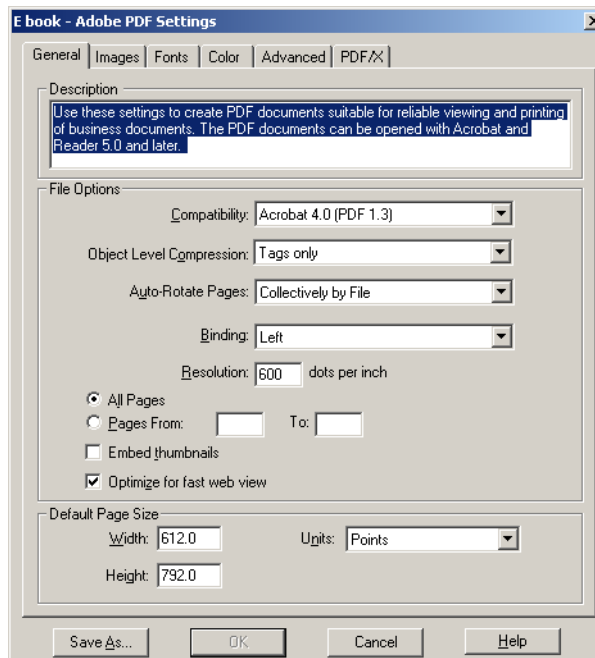 E book - Adobe PDF Settings
General Images Fonts Color Advanced PDF/X
Description
Use these settings to create PDF documents suitable for reliable viewing and printing
of business documents. The PDF documents can be opened with Acrobat and
Reader 5.0 and later.
File Options
Compatibility: Acrobat 4.0 (PDF 1.3)
Object Level Compression: Tags only
Auto-Rotate Pages: Collectively by File
Binding: Left
Resolution: 600 dots per inch
All Pages
Pages From: To:
Embed thumbnails
Optimize for fast web view
Default Page Size
Width: 612.0 Units: Points
Height: 792.0
Save As... OK Cancel Help